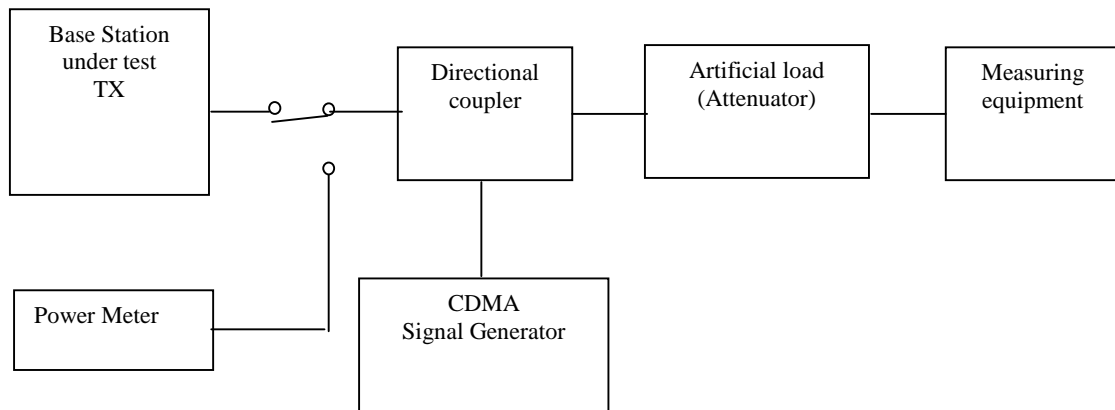 Base Station
under test
TX
Directional
coupler
Artificial load
(Attenuator)
Measuring
equipment
Power Meter
CDMA
Signal Generator